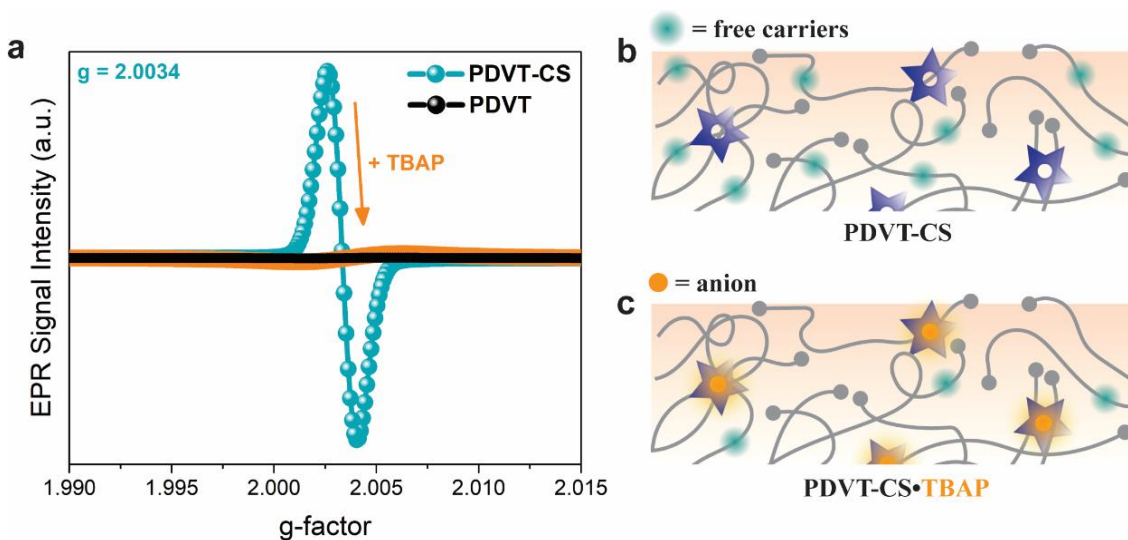 a
g = 2.0034
PDVT-CS
PDVT
+ TBAP
EPR Signal Intensity (a.u.)
1.990 1.995 2.000 2.005 2.010 2.015
g-factor
b
= free carriers
PDVT-CS
c
= anion
PDVT-CS•TBAP